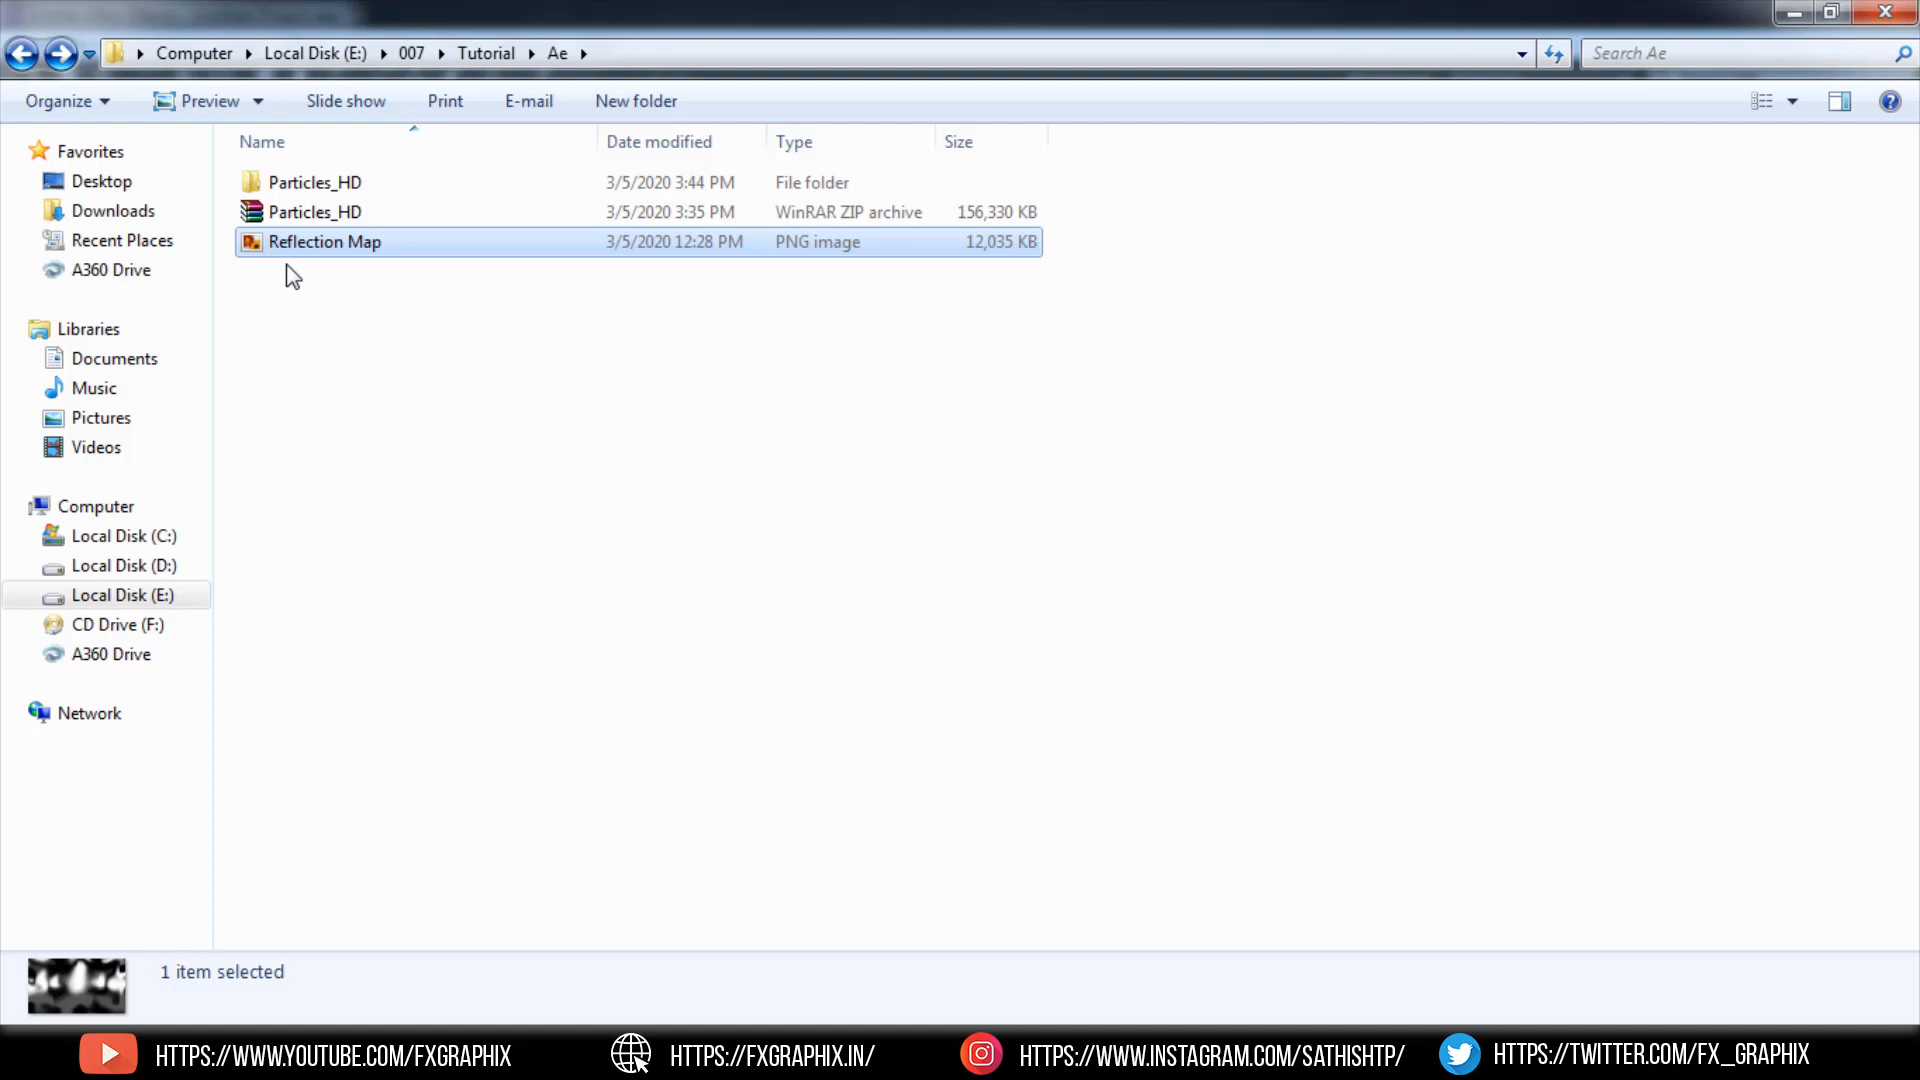 Computer Local Disk (E:) 007 Tutorial Ae
Search Ae
Organize Preview Slide show Print E-mail New folder
Name Date modified Type Size
Favorites
Desktop
Downloads
Recent Places
A360 Drive
Libraries
Documents
Music
Pictures
Videos
Computer
Local Disk (C:)
Local Disk (D:)
Local Disk (E:)
CD Drive (F:)
A360 Drive
Network
Particles_HD 3/5/2020 3:44 PM File folder
Particles_HD 3/5/2020 3:35 PM WinRAR ZIP archive 156,330 KB
Reflection Map 3/5/2020 12:28 PM PNG image 12,035 KB
1 item selected
HTTPS://WWW.YOUTUBE.COM/FXGRAPHIX HTTPS://FXGRAPHIX.IN/ HTTPS://WWW.INSTAGRAM.COM/SATHISHTP/ HTTPS://TWITTER.COM/FX_GRAPHIX